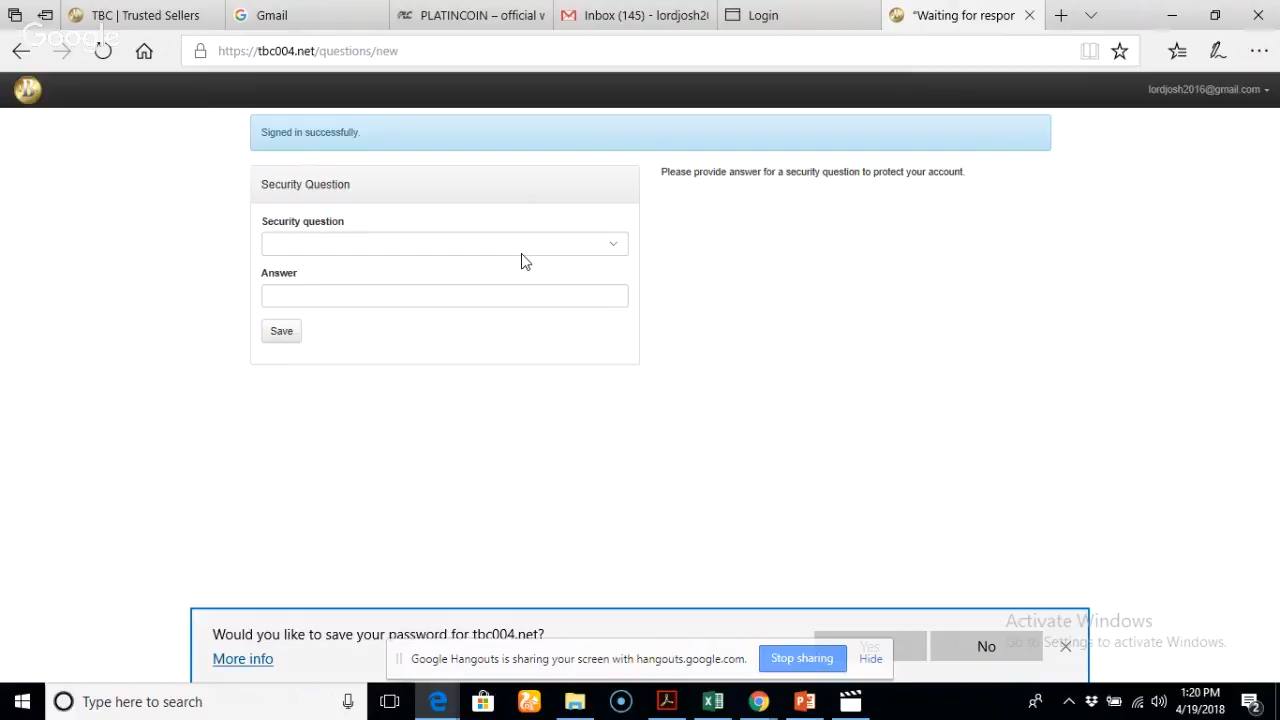 TBC | Trusted Sellers
Gmail
PLATINCOIN – official v
Inbox (145) - lordjosh20
Login
"Waiting for respor
Google
https://tbc004.net/questions/new
lordjosh2016@gmail.com
Signed in successfully.
Security Question
Please provide answer for a security question to protect your account.
Security question
Answer
Save
Activate Windows
Go to Settings to activate Windows.
Would you like to save your password for tbc004.net?
Yes
No
More info
Google Hangouts is sharing your screen with hangouts.google.com.
Stop sharing
Hide
Type here to search
1:20 PM
4/19/2018
2